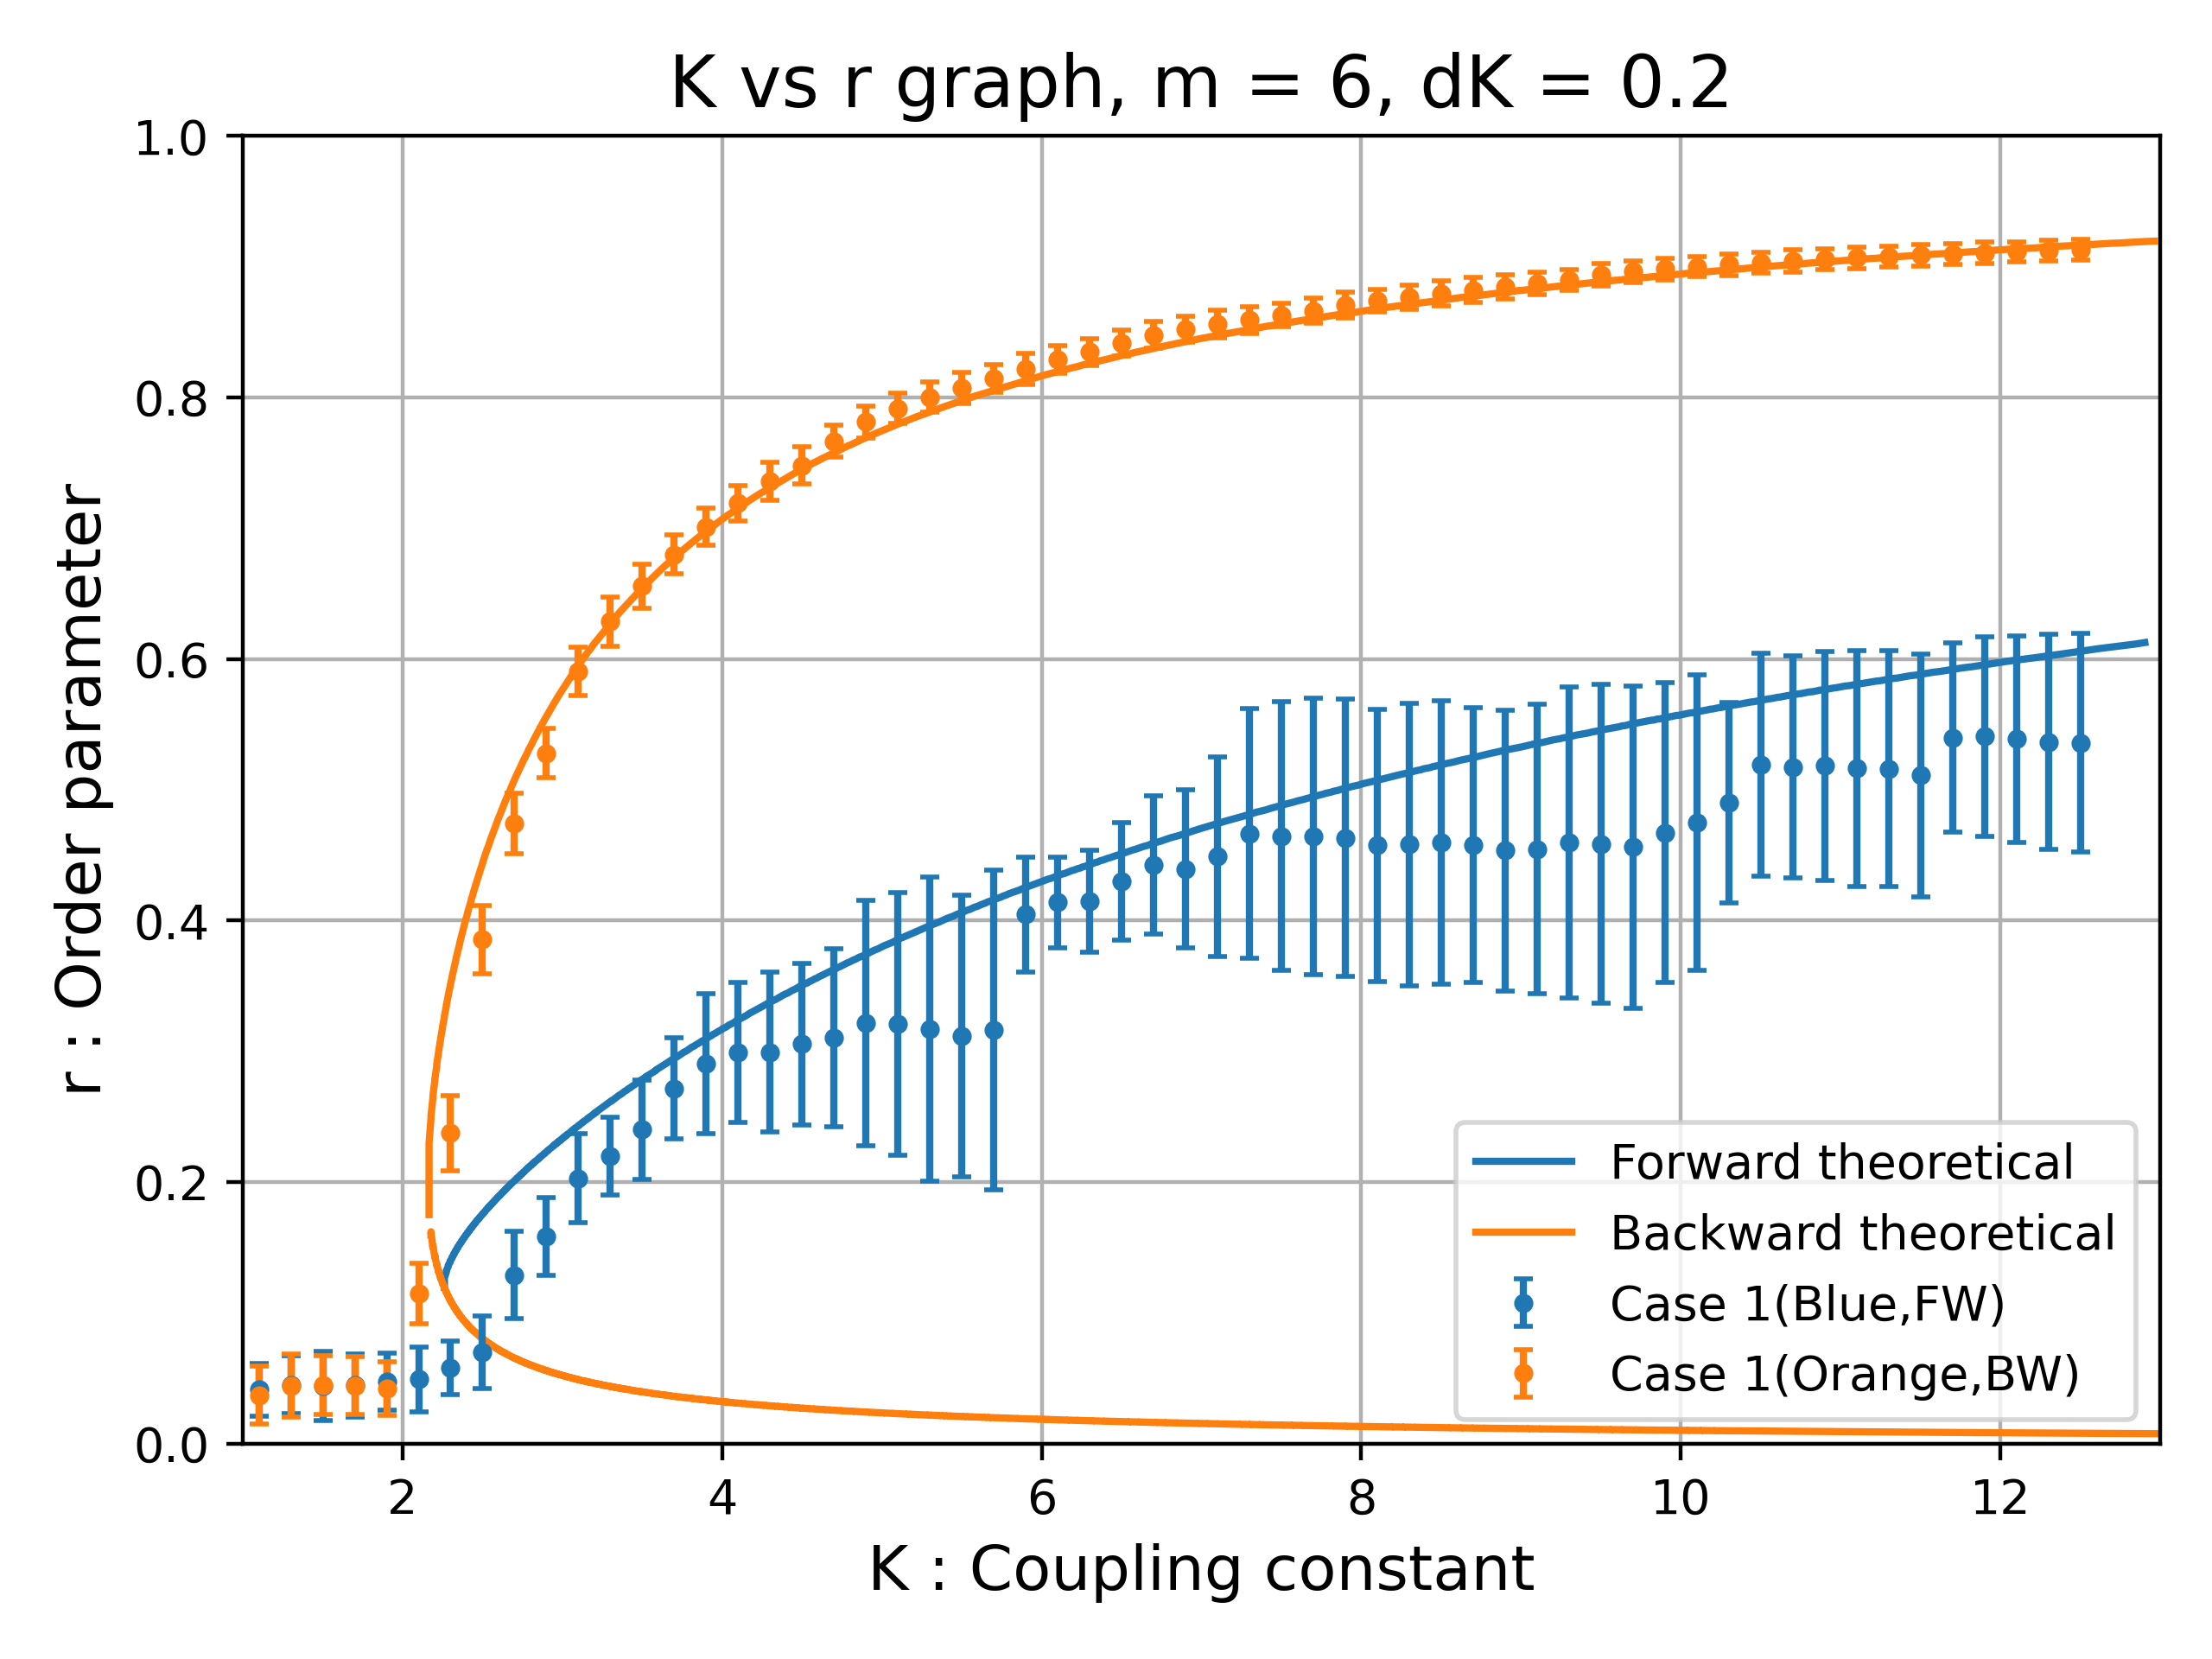 K vs r graph, m = 6, dK = 0.2
1.0
0.8
0.6
0.4
0.2
0.0
r : Order parameter
2 4 6 8 10 12
K : Coupling constant
Forward theoretical
Backward theoretical
Case 1(Blue,FW)
Case 1(Orange,BW)